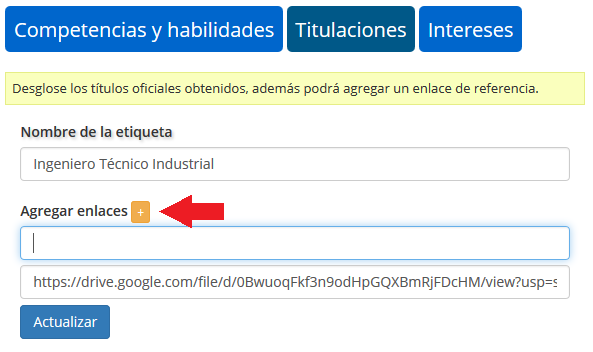 Competencias y habilidades Titulaciones Intereses
Desglose los títulos oficiales obtenidos, además podrá agregar un enlace de referencia.
Nombre de la etiqueta
Ingeniero Técnico Industrial
Agregar enlaces +
https://drive.google.com/file/d/0BwuoqFkf3n9odHpGQXBmRjFDcHM/view?usp=s
Actualizar